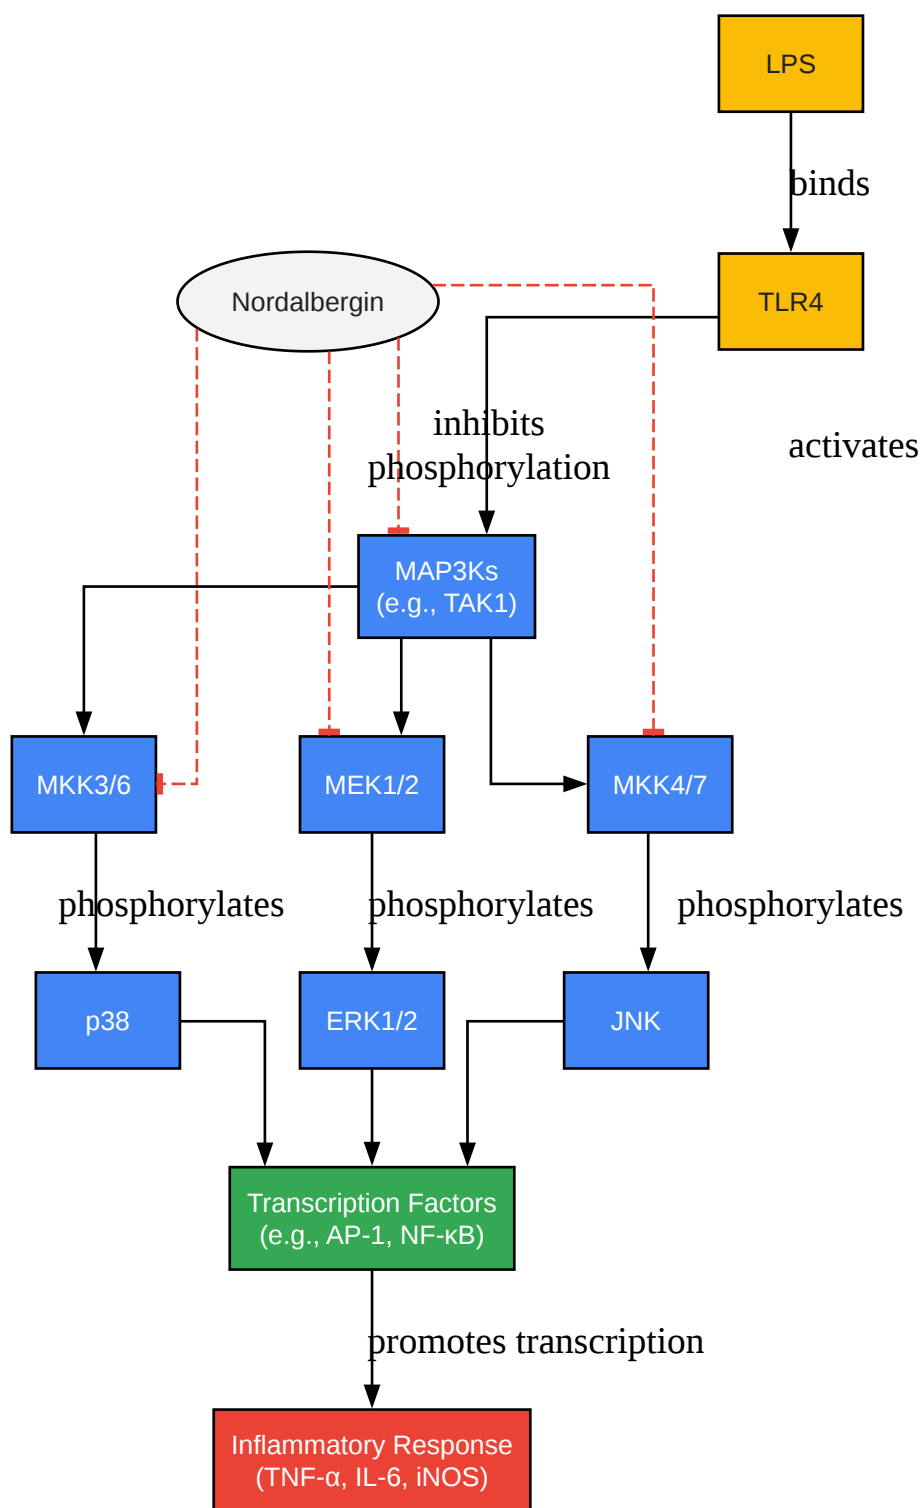 LPS
binds
Nordalbergin
TLR4
inhibits
phosphorylation
activates
MAP3Ks
(e.g., TAK1)
MKK3/6
MEK1/2
MKK4/7
phosphorylates
phosphorylates
phosphorylates
p38
ERK1/2
JNK
Transcription Factors
(e.g., AP-1, NF-κB)
promotes transcription
Inflammatory Response
(TNF-α, IL-6, iNOS)